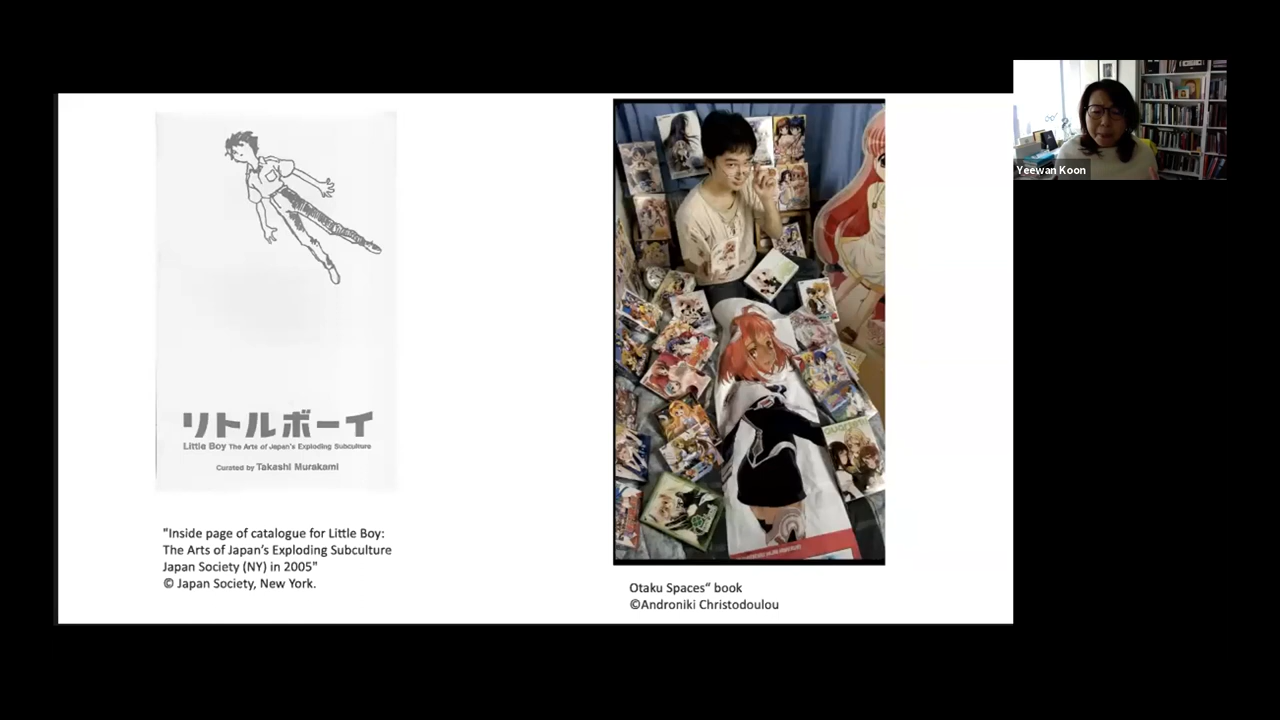 リトルボーイ
Little Boy The Arts of Japan's Exploding Subculture
Curated by Takashi Murakami
"Inside page of catalogue for Little Boy:
The Arts of Japan's Exploding Subculture
Japan Society (NY) in 2005"
© Japan Society, New York.
Otaku Spaces“ book
©Androniki Christodoulou
Yeewan Koon